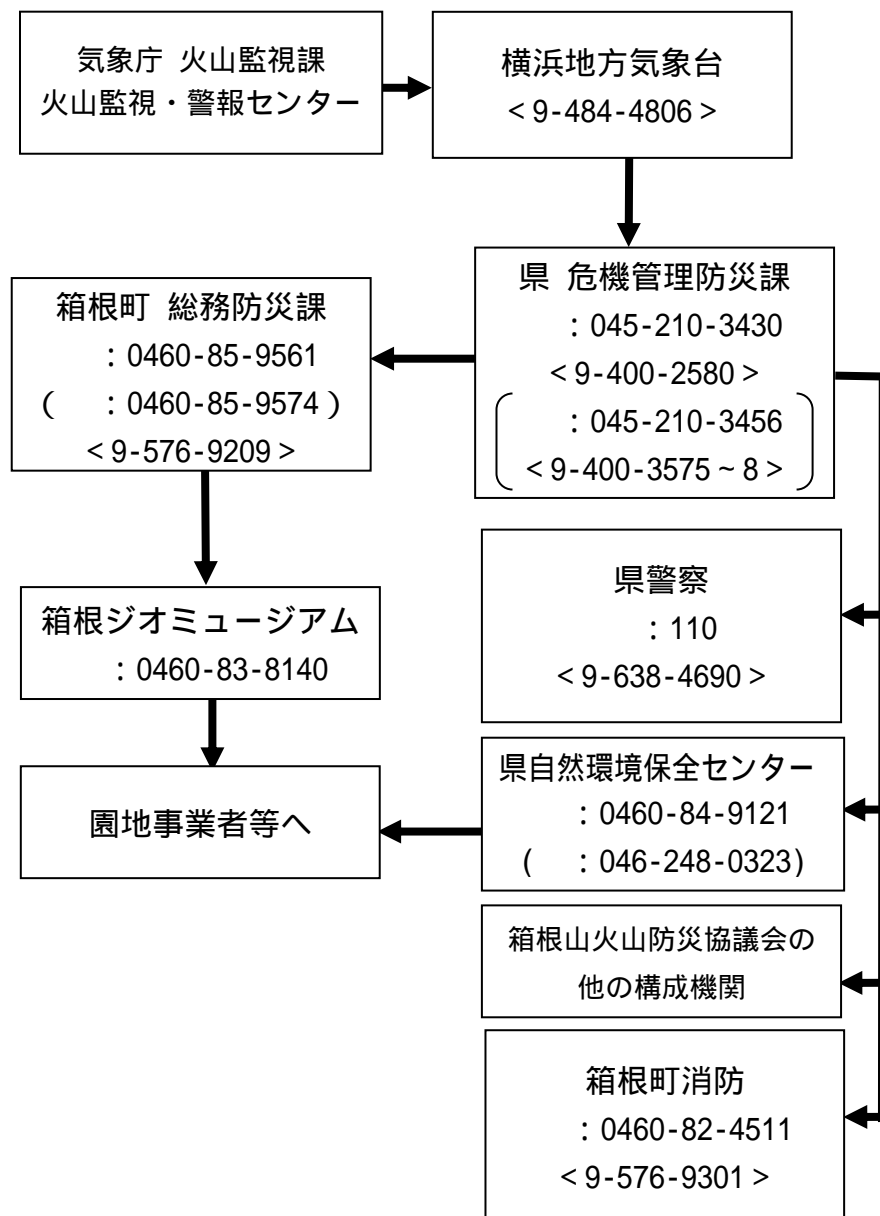 気象庁 火山監視課
火山監視・警報センター
横浜地方気象台
＜9-484-4806＞
県 危機管理防災課
：045-210-3430
＜9-400-2580＞
：045-210-3456
＜9-400-3575～8＞
箱根町 総務防災課
：0460-85-9561
（ ：0460-85-9574）
＜9-576-9209＞
県警察
：110
＜9-638-4690＞
箱根ジオミュージアム
：0460-83-8140
県自然環境保全センター
：0460-84-9121
( ：046-248-0323)
園地事業者等へ
箱根山火山防災協議会の
他の構成機関
箱根町消防
：0460-82-4511
＜9-576-9301＞